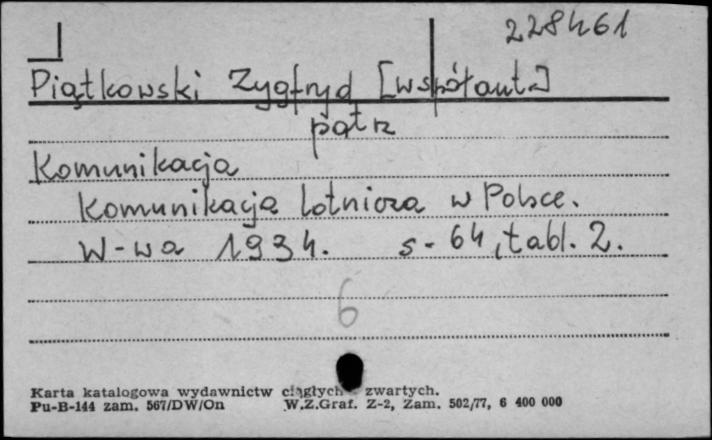 228461
Piątkowski Zygfryd [współaut.]
patrz
Komunikacja
Komunikacja lotnicza w Polsce.
W-wa 1934. s. 64, tabl. 2.
6
Karta katalogowa wydawnictw ciągłych zwartych.
Pu-B-144 zam. 567/DW/On W.Z.Graf. Z-2, Zam. 502/77, 6 400 000